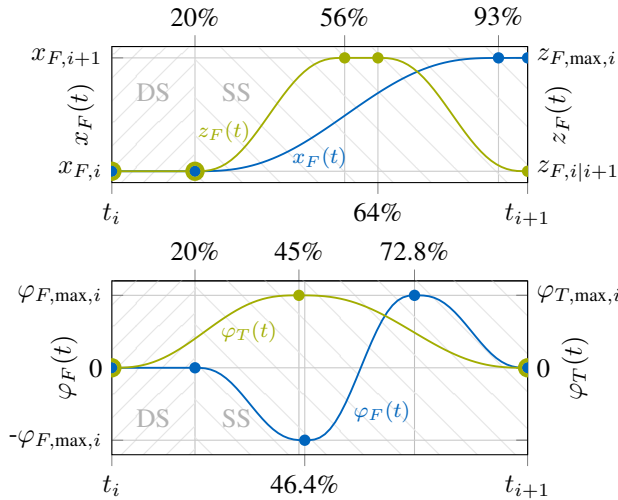 20% 56% 93%
x_{F,i+1} z_{F,max,i}
DS SS
x_F(t) z_F(t)
z_F(t)
x_F(t)
x_{F,i} z_{F,i|i+1}
t_i 64% t_{i+1}
20% 45% 72.8%
φ_{F,max,i} φ_{T,max,i}
φ_T(t)
0 0
φ_F(t) φ_T(t)
φ_F(t)
DS SS
-φ_{F,max,i}
t_i 46.4% t_{i+1}